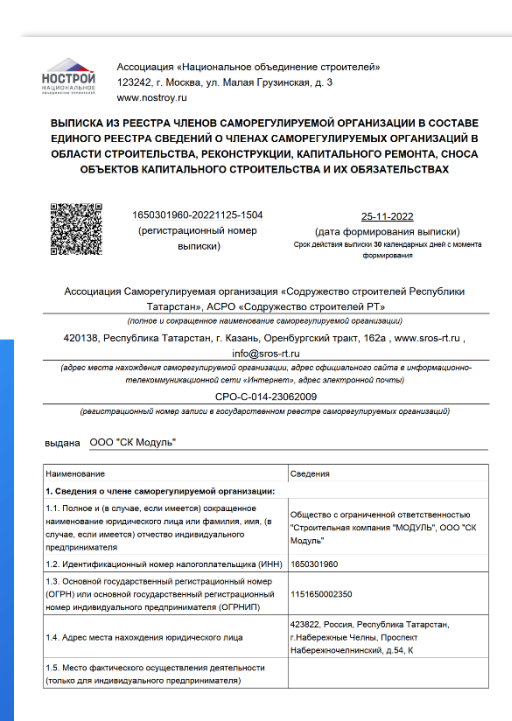 НОСТРОЙ
НАЦИОНАЛЬНОЕ
ОБЪЕДИНЕНИЕ СТРОИТЕЛЕЙ
Ассоциация «Национальное объединение строителей»
123242, г. Москва, ул. Малая Грузинская, д. 3
www.nostroy.ru
ВЫПИСКА ИЗ РЕЕСТРА ЧЛЕНОВ САМОРЕГУЛИРУЕМОЙ ОРГАНИЗАЦИИ В СОСТАВЕ
ЕДИНОГО РЕЕСТРА СВЕДЕНИЙ О ЧЛЕНАХ САМОРЕГУЛИРУЕМЫХ ОРГАНИЗАЦИЙ В
ОБЛАСТИ СТРОИТЕЛЬСТВА, РЕКОНСТРУКЦИИ, КАПИТАЛЬНОГО РЕМОНТА, СНОСА
ОБЪЕКТОВ КАПИТАЛЬНОГО СТРОИТЕЛЬСТВА И ИХ ОБЯЗАТЕЛЬСТВАХ
1650301960-20221125-1504
(регистрационный номер
выписки)
25-11-2022
(дата формирования выписки)
Срок действия выписки 30 календарных дней с момента
формирования
Ассоциация Саморегулируемая организация «Содружество строителей Республики
Татарстан», АСРО «Содружество строителей РТ»
(полное и сокращенное наименование саморегулируемой организации)
420138, Республика Татарстан, г. Казань, Оренбургский тракт, 162а , www.sros-rt.ru ,
info@sros-rt.ru
(адрес места нахождения саморегулируемой организации, адрес официального сайта в информационно-
телекоммуникационной сети «Интернет», адрес электронной почты)
СРО-С-014-23062009
(регистрационный номер записи в государственном реестре саморегулируемых организаций)
выдана ООО "СК Модуль"
Наименование
Сведения
1. Сведения о члене саморегулируемой организации:
1.1. Полное и (в случае, если имеется) сокращенное
наименование юридического лица или фамилия, имя, (в
случае, если имеется) отчество индивидуального
предпринимателя
Общество с ограниченной ответственностью
"Строительная компания "МОДУЛЬ", ООО "СК
Модуль"
1.2. Идентификационный номер налогоплательщика (ИНН)
1650301960
1.3. Основной государственный регистрационный номер
(ОГРН) или основной государственный регистрационный
номер индивидуального предпринимателя (ОГРНИП)
1151650002350
1.4. Адрес места нахождения юридического лица
423822, Россия, Республика Татарстан,
г.Набережные Челны, Проспект
Набережночелнинский, д.54, К
1.5. Место фактического осуществления деятельности
(только для индивидуального предпринимателя)